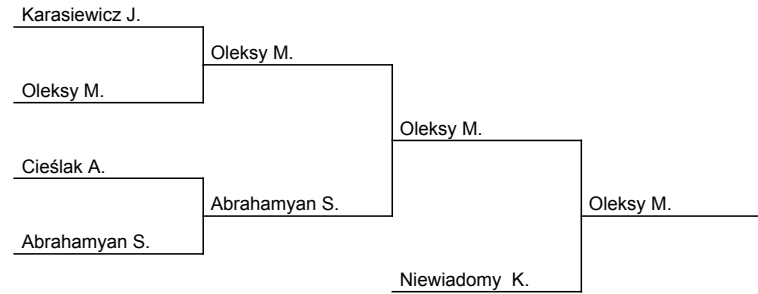 Karasiewicz J.
Oleksy M.
Oleksy M.
Oleksy M.
Cieślak A.
Abrahamyan S.
Oleksy M.
Abrahamyan S.
Niewiadomy  K.